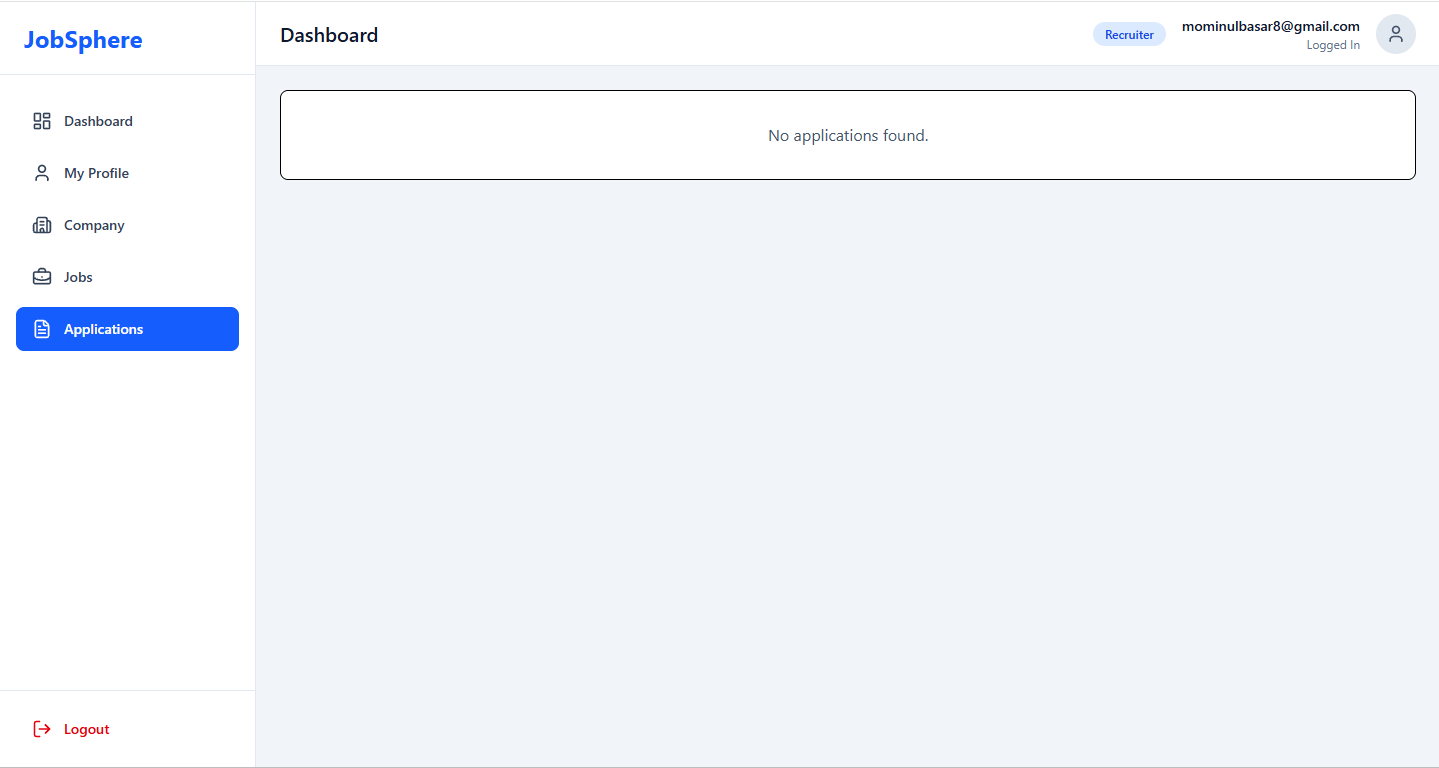 JobSphere
Dashboard
My Profile
Company
Jobs
Applications
Logout
Dashboard
Recruiter
mominulbasar8@gmail.com
Logged In
No applications found.